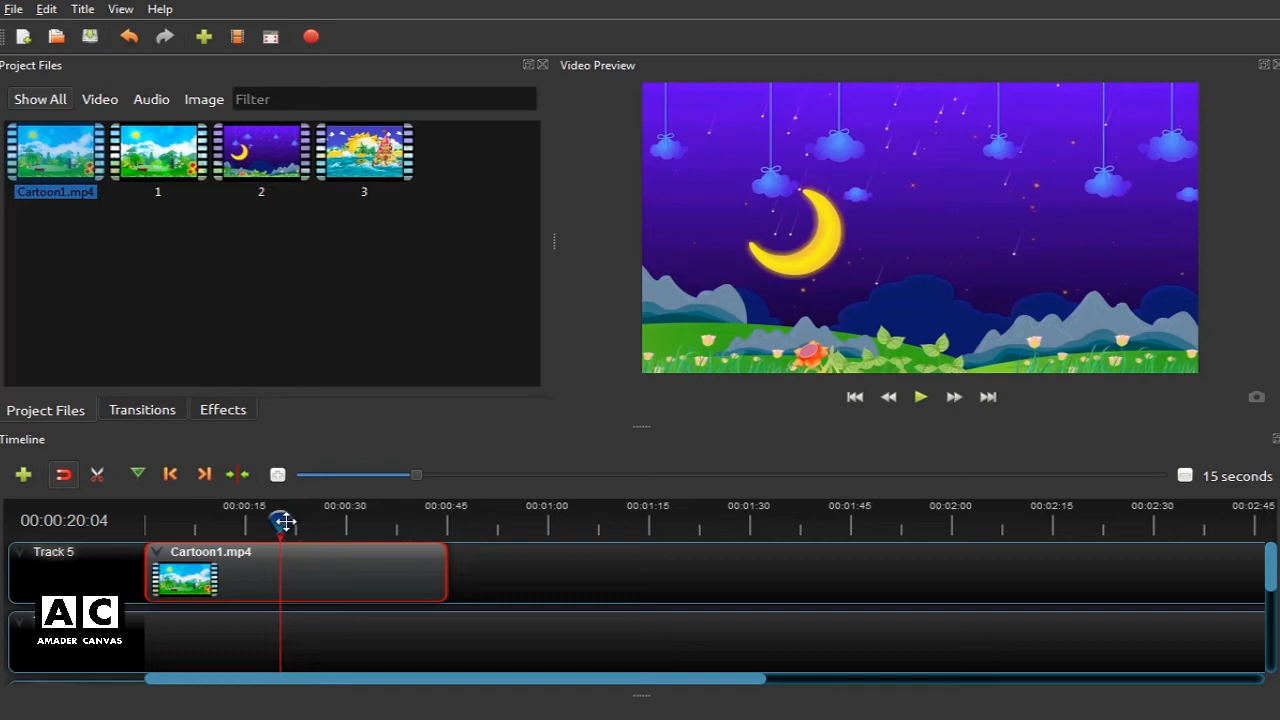 File Edit Title View Help
Project Files
Video Preview
Show All Video Audio Image Filter
Cartoon1.mp4 1 2 3
Project Files Transitions Effects
Timeline
15 seconds
00:00:20:04
00:00:15 00:00:30 00:00:45 00:01:00 00:01:15 00:01:30 00:01:45 00:02:00 00:02:15 00:02:30 00:02:45
Track 5
Cartoon1.mp4
AC
AMADER CANVAS